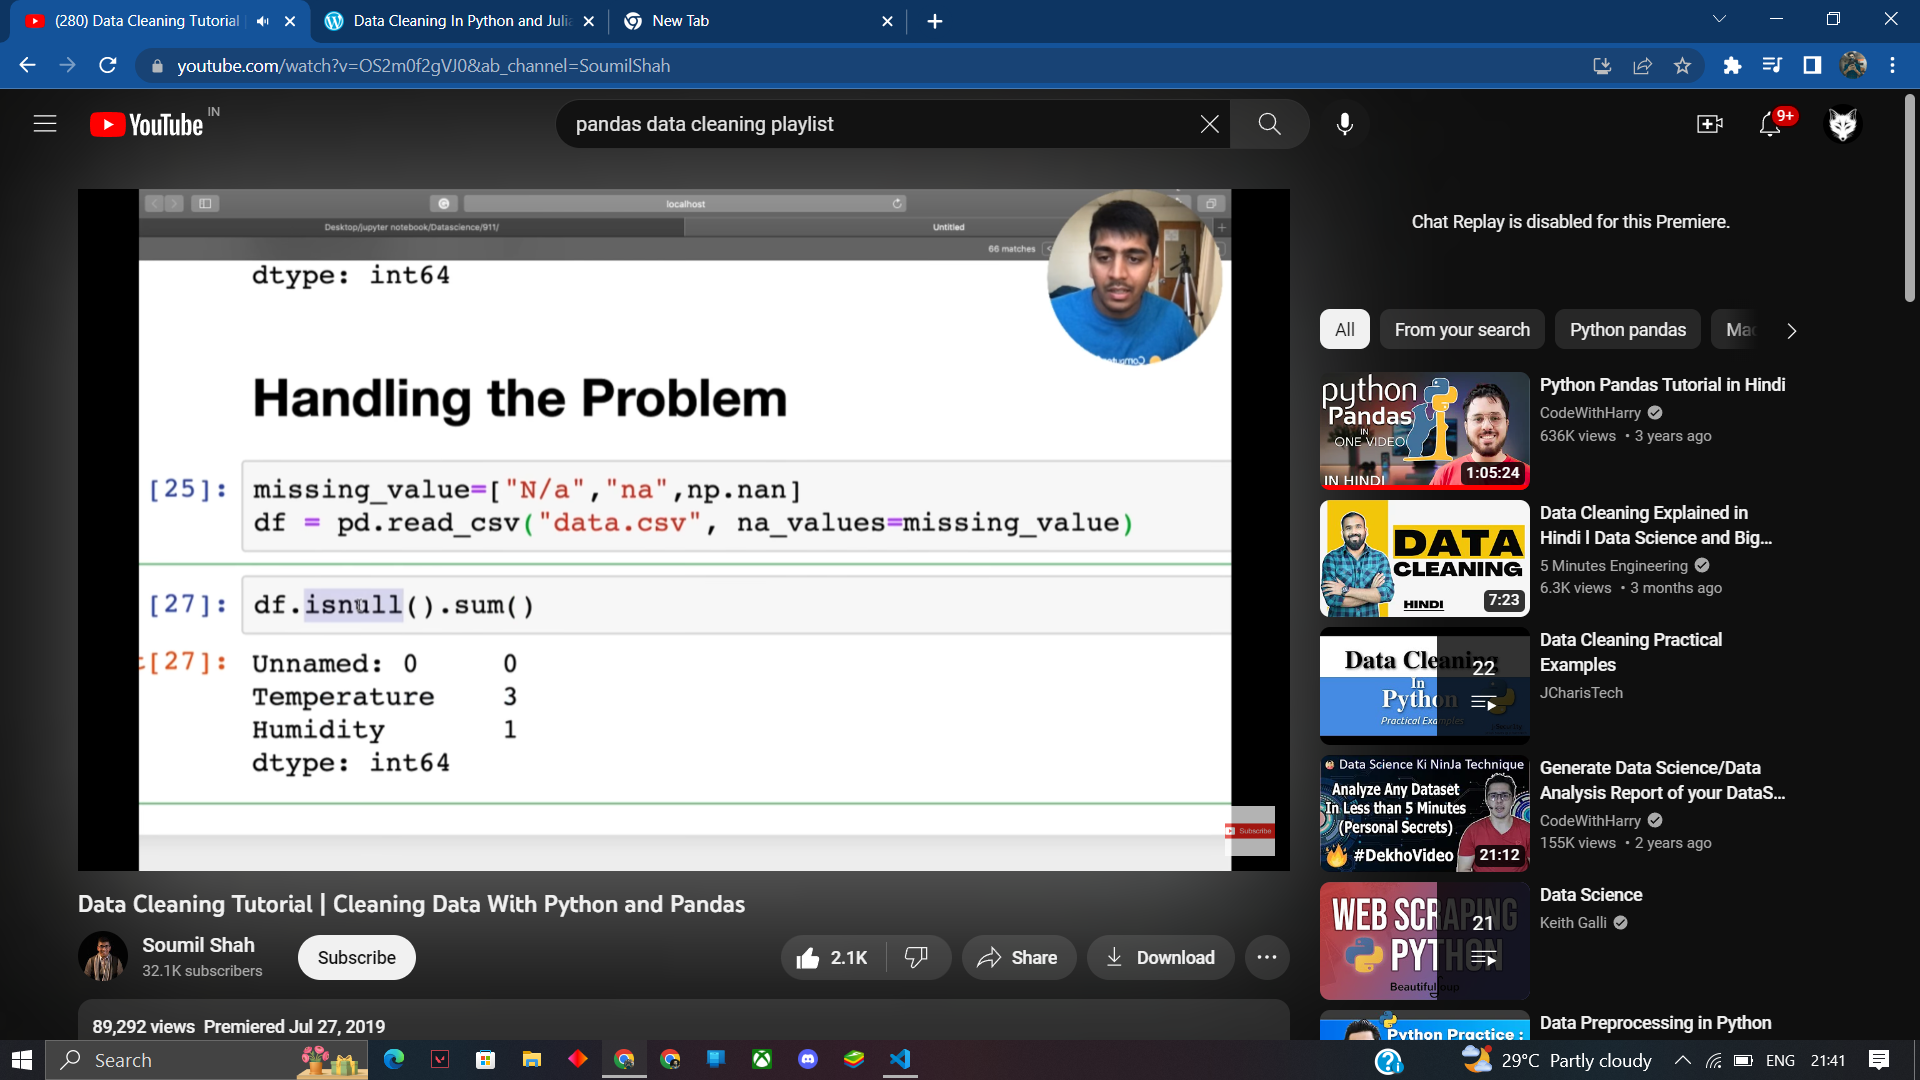 (280) Data Cleaning Tutorial
Data Cleaning In Python and Julia
New Tab
youtube.com/watch?v=OS2m0f2gVJ0&ab_channel=SoumilShah
YouTube IN
pandas data cleaning playlist
9+
localhost
Desktop/jupyter notebook/Datascience/911/
Untitled
66 matches
dtype: int64
Handling the Problem
[25]: missing_value=["N/a","na",np.nan]
df = pd.read_csv("data.csv", na_values=missing_value)
[27]: df.isnull().sum()
t[27]: Unnamed: 0 0
Temperature 3
Humidity 1
dtype: int64
Subscribe
Data Cleaning Tutorial | Cleaning Data With Python and Pandas
Soumil Shah
32.1K subscribers
Subscribe
2.1K
Share
Download
89,292 views Premiered Jul 27, 2019
Chat Replay is disabled for this Premiere.
All
From your search
Python pandas
python
Pandas
IN
ONE VIDEO
IN HINDI
1:05:24
Python Pandas Tutorial in Hindi
CodeWithHarry
636K views • 3 years ago
DATA
CLEANING
HINDI
7:23
Data Cleaning Explained in
Hindi l Data Science and Big...
5 Minutes Engineering
6.3K views • 3 months ago
Data Cleaning
In
Python
Practical Examples
22
Data Cleaning Practical
Examples
JCharisTech
Data Science Ki NinJa Technique
Analyze Any Dataset
In Less than 5 Minutes
(Personal Secrets)
#DekhoVideo
21:12
Generate Data Science/Data
Analysis Report of your DataS...
CodeWithHarry
155K views • 2 years ago
WEB SCRAPING
PYTHON
21
Data Science
Keith Galli
Python Practice :
Data Preprocessing in Python
Search
29°C Partly cloudy
ENG
21:41